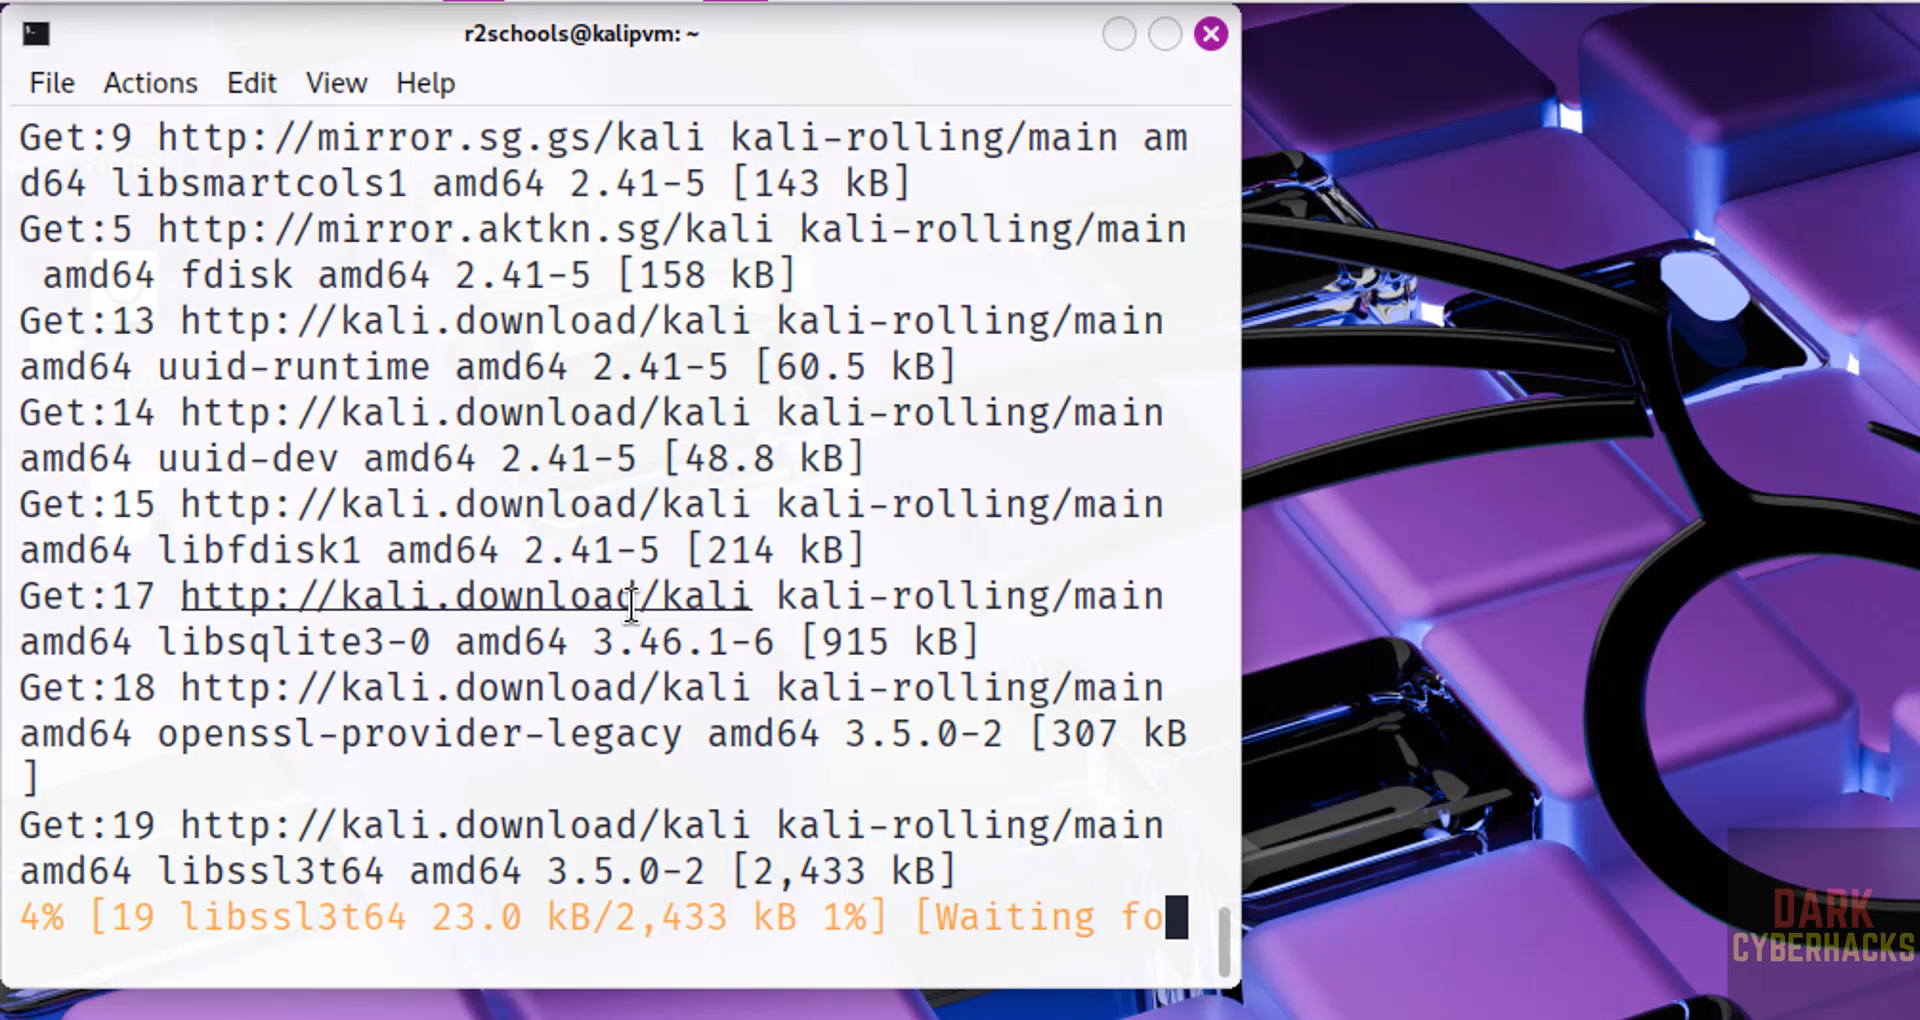 r2schools@kalipvm: ~
File Actions Edit View Help
Get:9 http://mirror.sg.gs/kali kali-rolling/main am
d64 libsmartcols1 amd64 2.41-5 [143 kB]
Get:5 http://mirror.aktkn.sg/kali kali-rolling/main
 amd64 fdisk amd64 2.41-5 [158 kB]
Get:13 http://kali.download/kali kali-rolling/main
amd64 uuid-runtime amd64 2.41-5 [60.5 kB]
Get:14 http://kali.download/kali kali-rolling/main
amd64 uuid-dev amd64 2.41-5 [48.8 kB]
Get:15 http://kali.download/kali kali-rolling/main
amd64 libfdisk1 amd64 2.41-5 [214 kB]
Get:17 http://kali.download/kali kali-rolling/main
amd64 libsqlite3-0 amd64 3.46.1-6 [915 kB]
Get:18 http://kali.download/kali kali-rolling/main
amd64 openssl-provider-legacy amd64 3.5.0-2 [307 kB
]
Get:19 http://kali.download/kali kali-rolling/main
amd64 libssl3t64 amd64 3.5.0-2 [2,433 kB]
4% [19 libssl3t64 23.0 kB/2,433 kB 1%] [Waiting fo
DARK
CYBERHACKS